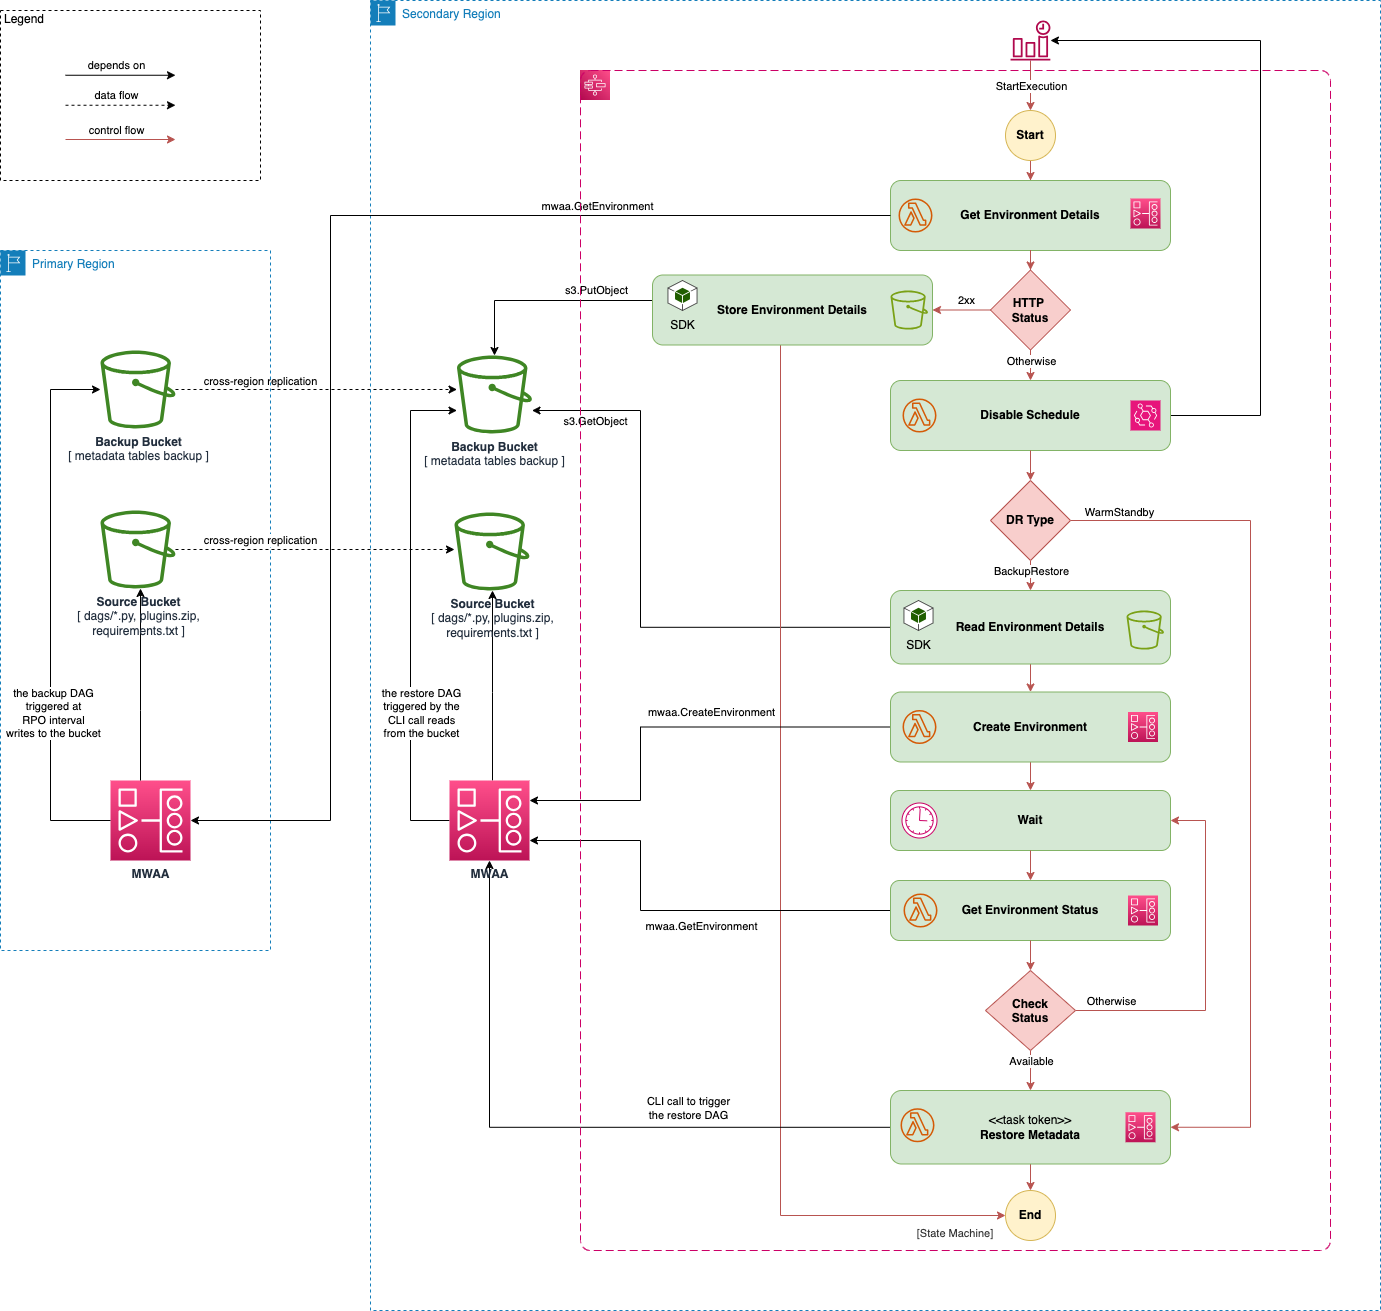 Legend
depends on
data flow
control flow
Secondary Region
StartExecution
Start
mwaa.GetEnvironment
Get Environment Details
Primary Region
s3.PutObject
SDK
Store Environment Details
2xx
HTTP
Status
Otherwise
cross-region replication
Backup Bucket
[ metadata tables backup ]
Backup Bucket
[ metadata tables backup ]
s3.GetObject
Disable Schedule
DR Type
WarmStandby
BackupRestore
cross-region replication
Source Bucket
[ dags/*.py, plugins.zip,
requirements.txt ]
Source Bucket
[ dags/*.py, plugins.zip,
requirements.txt ]
SDK
Read Environment Details
the backup DAG
triggered at
RPO interval
writes to the bucket
the restore DAG
triggered by the
CLI call reads
from the bucket
mwaa.CreateEnvironment
Create Environment
Wait
MWAA
MWAA
mwaa.GetEnvironment
Get Environment Status
Check
Status
Otherwise
Available
CLI call to trigger
the restore DAG
<<task token>>
Restore Metadata
End
[State Machine]